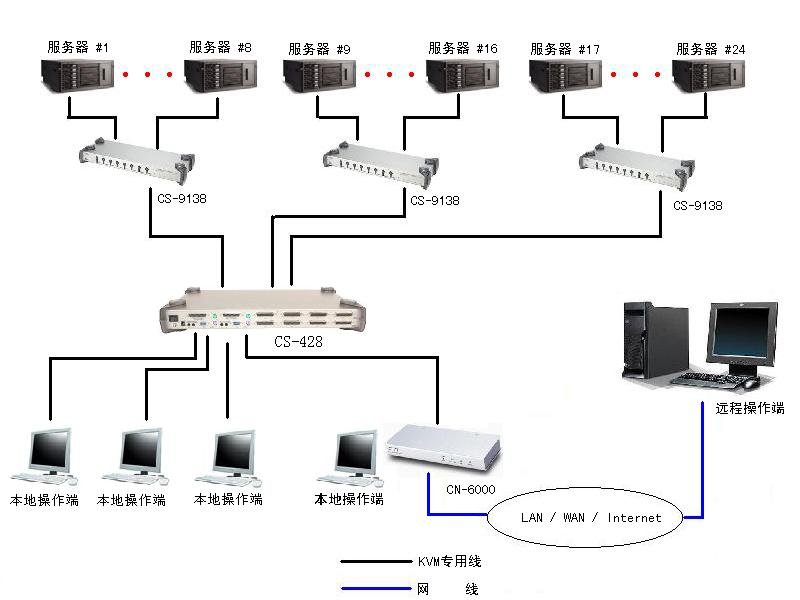 服务器 #1
服务器 #8
服务器 #9
服务器 #16
服务器 #17
服务器 #24
CS-9138
CS-9138
CS-9138
CS-428
远程操作端
本地操作端
本地操作端
本地操作端
本地操作端
CN-6000
LAN / WAN / Internet
KVM专用线
网 线